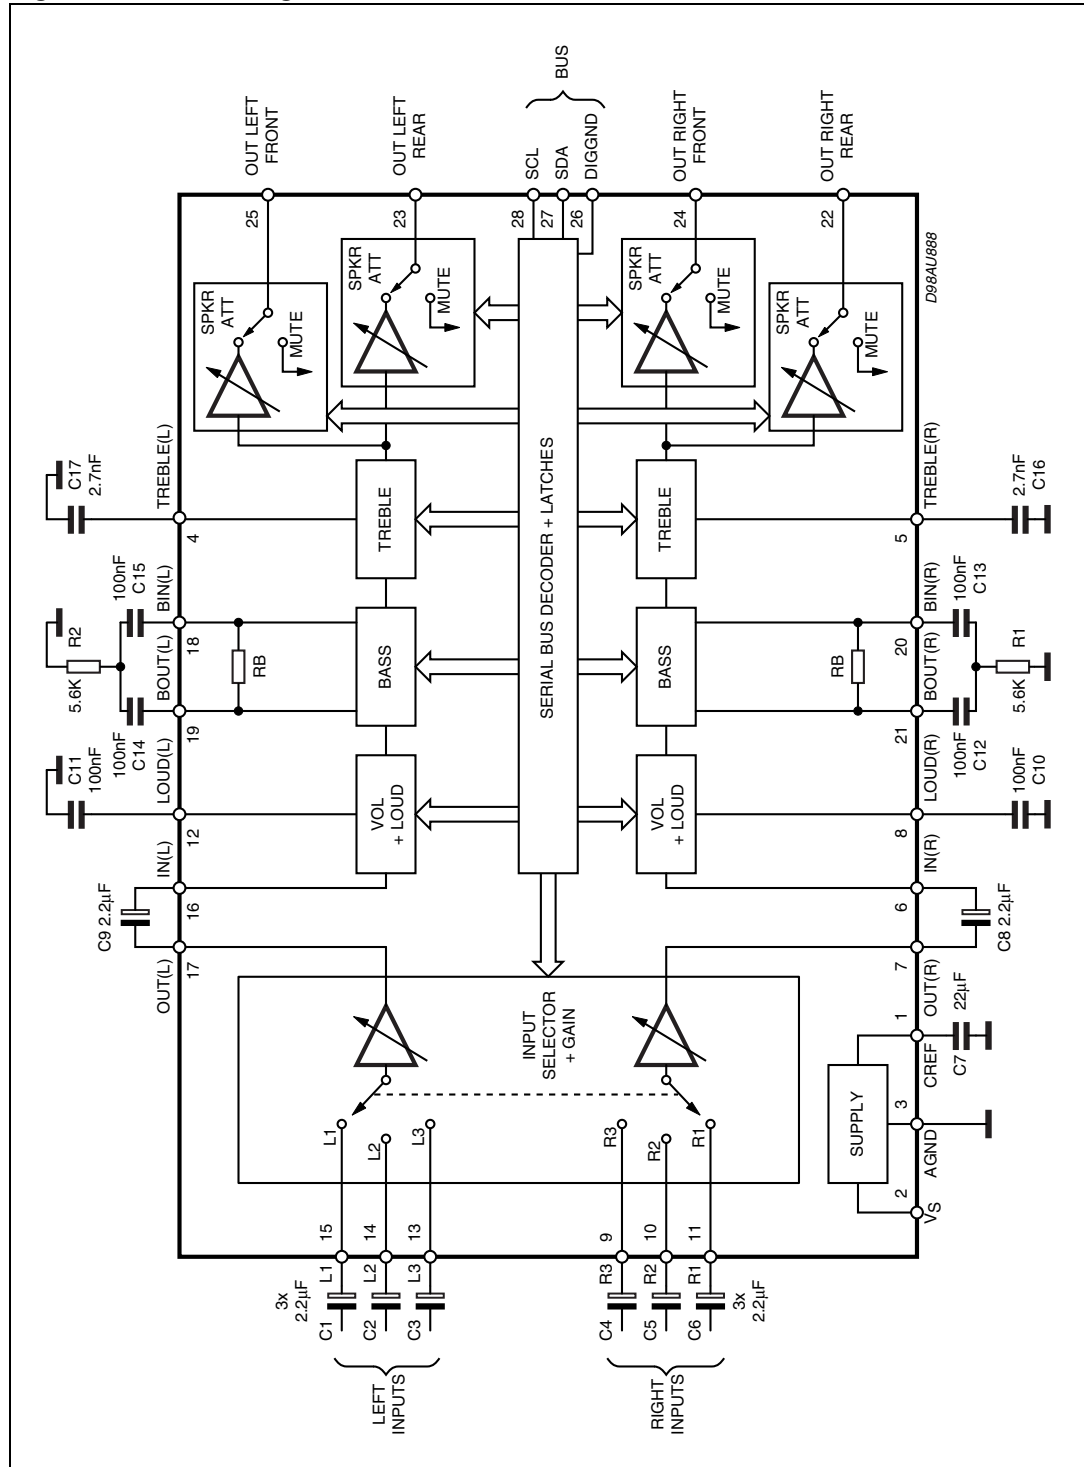 C9 2.2µF
C11
100nF
100nF
C14
5.6K
R2
100nF
C15
C17
2.7nF
OUT(L)
IN(L)
LOUD(L)
BOUT(L)
BIN(L)
TREBLE(L)
17
16
12
19
18
4
25
OUT LEFT
FRONT
RB
SPKR
ATT
MUTE
3x
2.2µF
C1
L1
15
L1
C2
L2
14
L2
C3
L3
13
L3
LEFT
INPUTS
VOL
+ LOUD
BASS
TREBLE
SPKR
ATT
MUTE
23
OUT LEFT
REAR
INPUT
SELECTOR
+ GAIN
SERIAL BUS DECODER + LATCHES
28
SCL
27
SDA
26
DIGGND
BUS
C4
R3
9
R3
C5
R2
10
R2
C6
R1
11
R1
3x
2.2µF
RIGHT
INPUTS
VOL
+ LOUD
BASS
TREBLE
SPKR
ATT
MUTE
24
OUT RIGHT
FRONT
RB
SPKR
ATT
MUTE
22
OUT RIGHT
REAR
SUPPLY
2
3
1
7
6
8
21
20
5
VS
AGND
CREF
OUT(R)
IN(R)
LOUD(R)
BOUT(R)
BIN(R)
TREBLE(R)
D98AU888
C7
22µF
C8 2.2µF
100nF
C10
100nF
C12
5.6K
R1
100nF
C13
2.7nF
C16